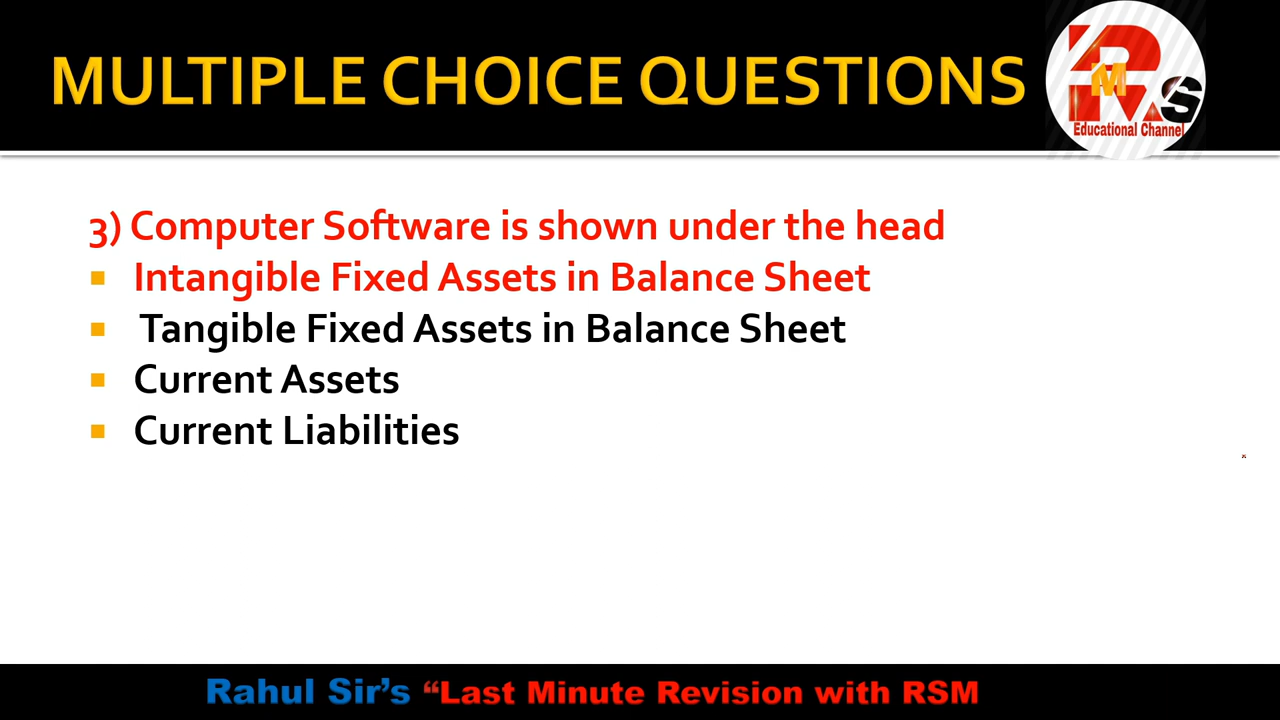 MULTIPLE CHOICE QUESTIONS
RMS
Educational Channel
3) Computer Software is shown under the head
Intangible Fixed Assets in Balance Sheet
Tangible Fixed Assets in Balance Sheet
Current Assets
Current Liabilities
Rahul Sir's “Last Minute Revision with RSM